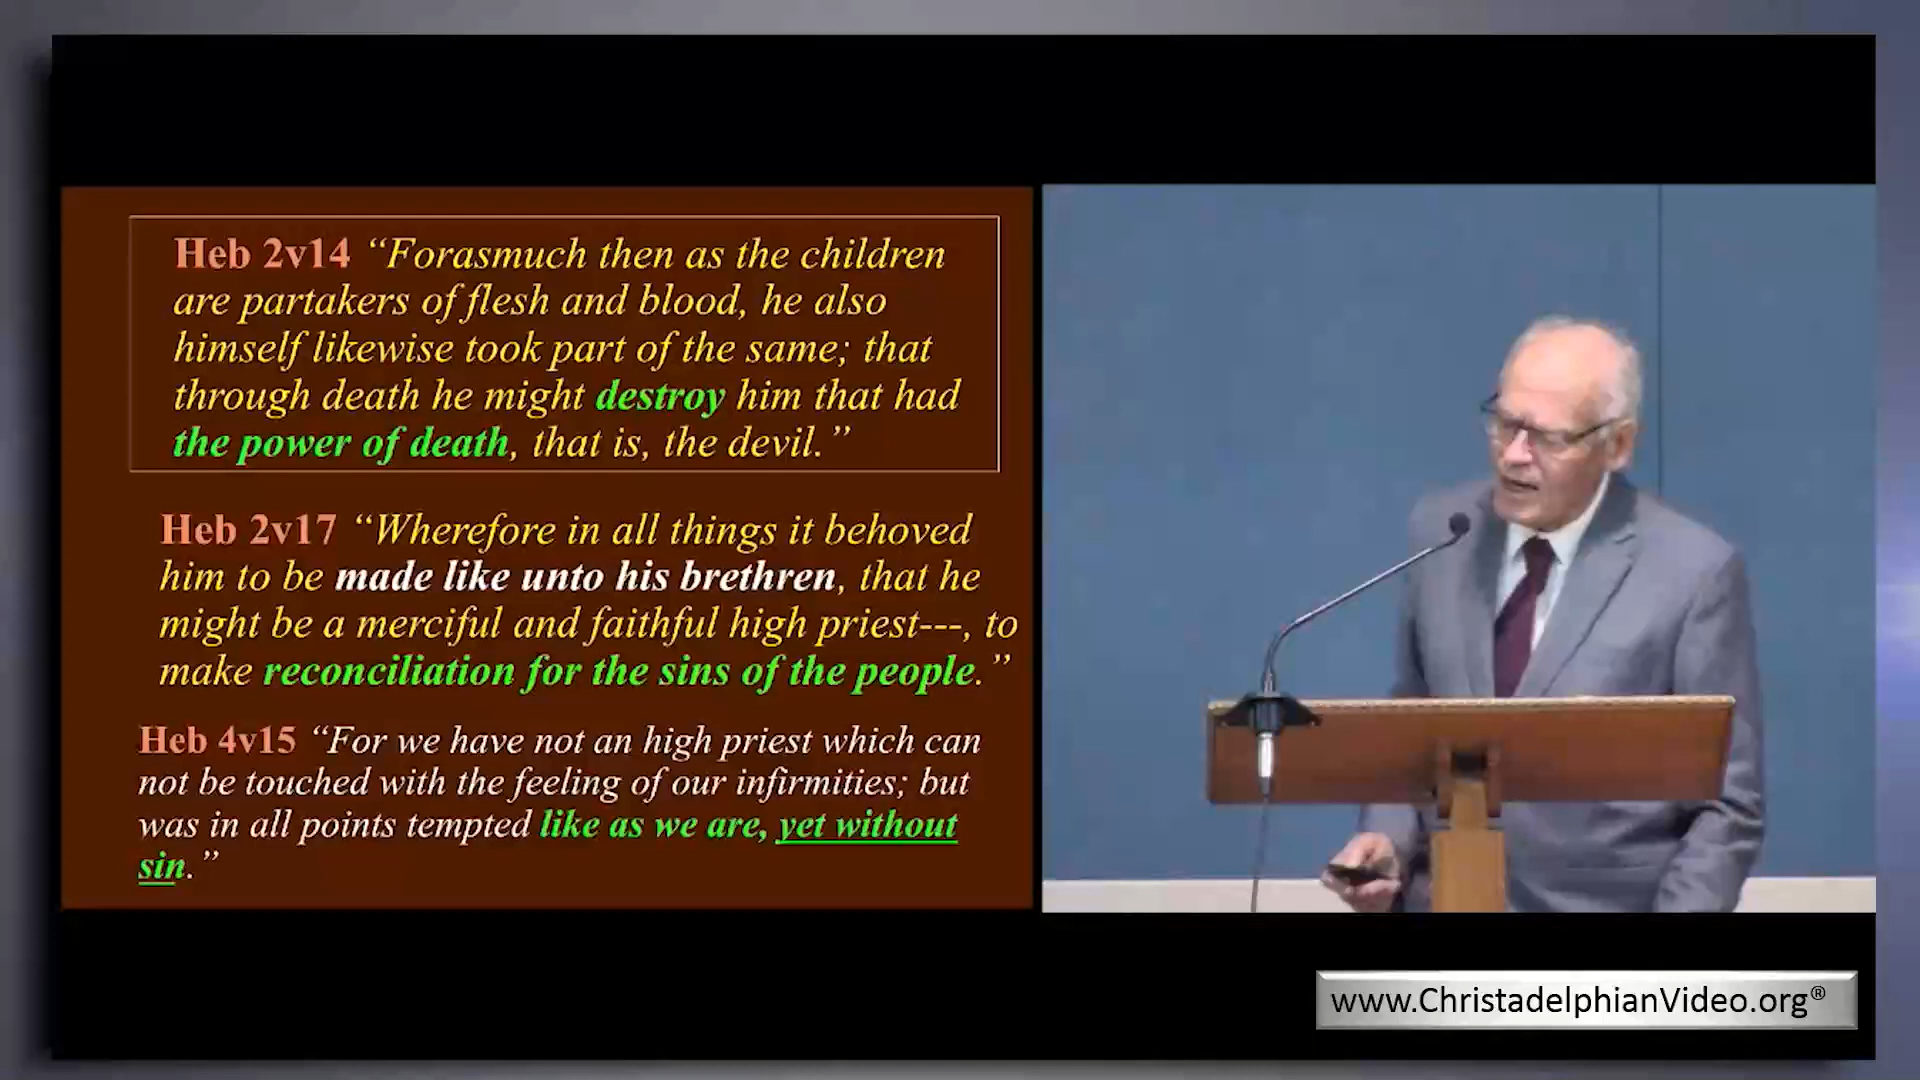 Heb 2v14 “Forasmuch then as the children
are partakers of flesh and blood, he also
himself likewise took part of the same; that
through death he might destroy him that had
the power of death, that is, the devil.”
Heb 2v17 “Wherefore in all things it behoved
him to be made like unto his brethren, that he
might be a merciful and faithful high priest---, to
make reconciliation for the sins of the people.”
Heb 4v15 “For we have not an high priest which can
not be touched with the feeling of our infirmities; but
was in all points tempted like as we are, yet without
sin.”
www.ChristadelphianVideo.org®